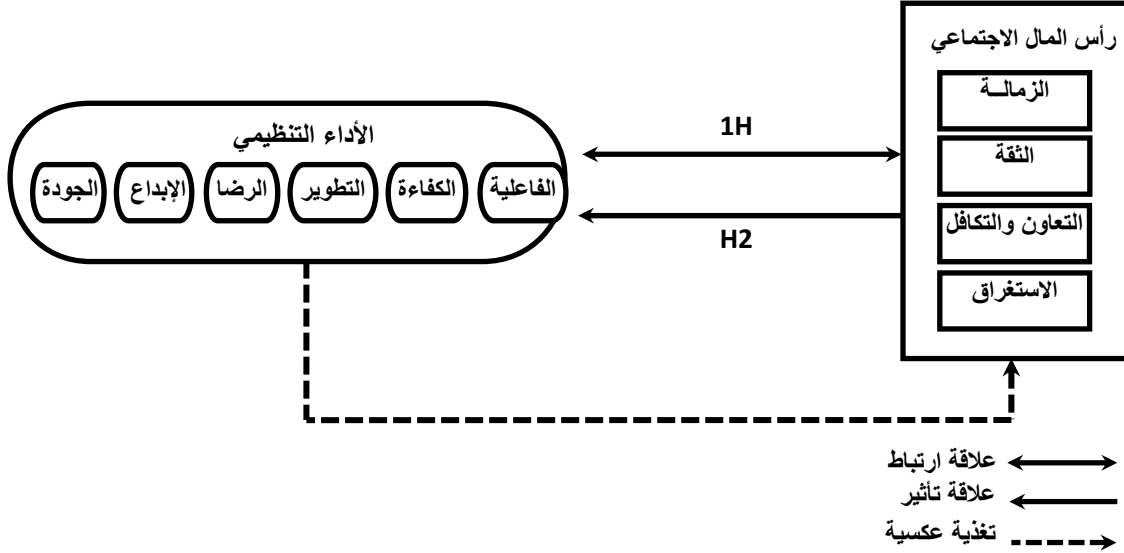 رأس المال الاجتماعي
الزمالــة
الثقة
التعاون والتكافل
الاستغراق
1H
H2
الأداء التنظيمي
الفاعلية
الكفاءة
التطوير
الرضا
الإبداع
الجودة
علاقة ارتباط
علاقة تأثير
تغذية عكسية